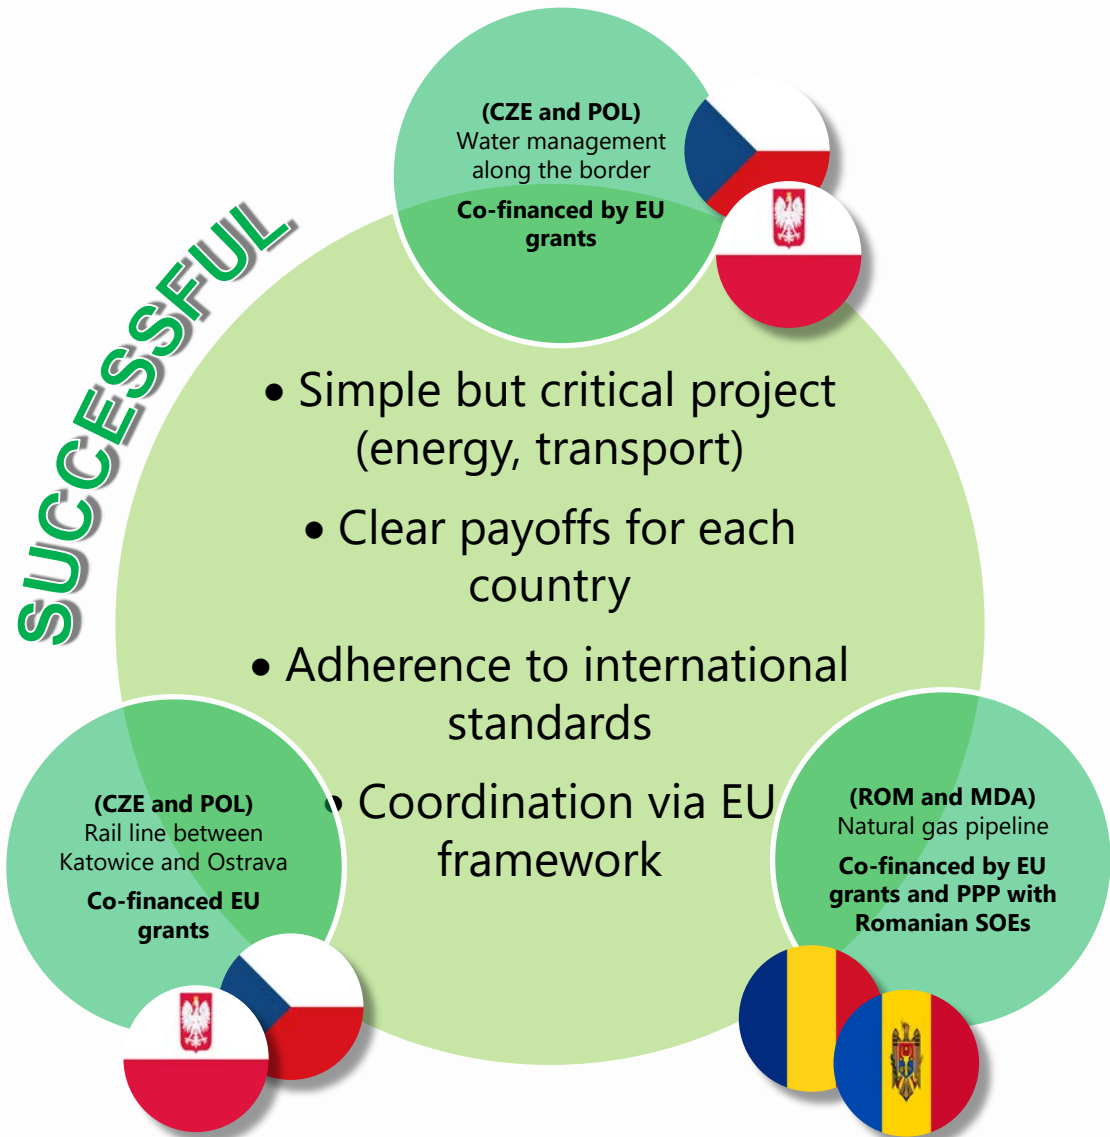 SUCCESSFUL
(CZE and POL)
Water management
along the border
Co-financed by EU
grants
• Simple but critical project
(energy, transport)
• Clear payoffs for each
country
• Adherence to international
standards
• Coordination via EU
framework
(CZE and POL)
Rail line between
Katowice and Ostrava
Co-financed EU
grants
(ROM and MDA)
Natural gas pipeline
Co-financed by EU
grants and PPP with
Romanian SOEs